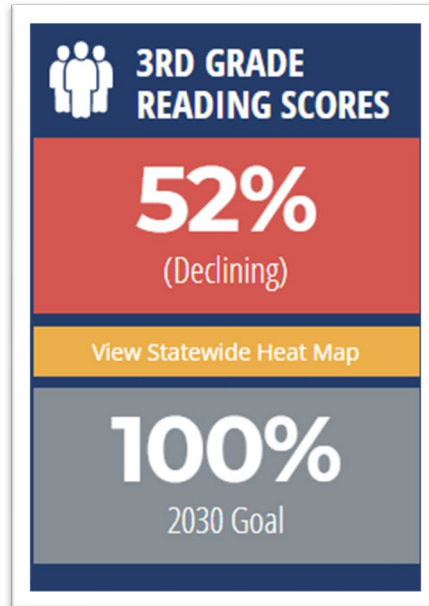 3RD GRADE
READING SCORES
52%
(Declining)
View Statewide Heat Map
100%
2030 Goal